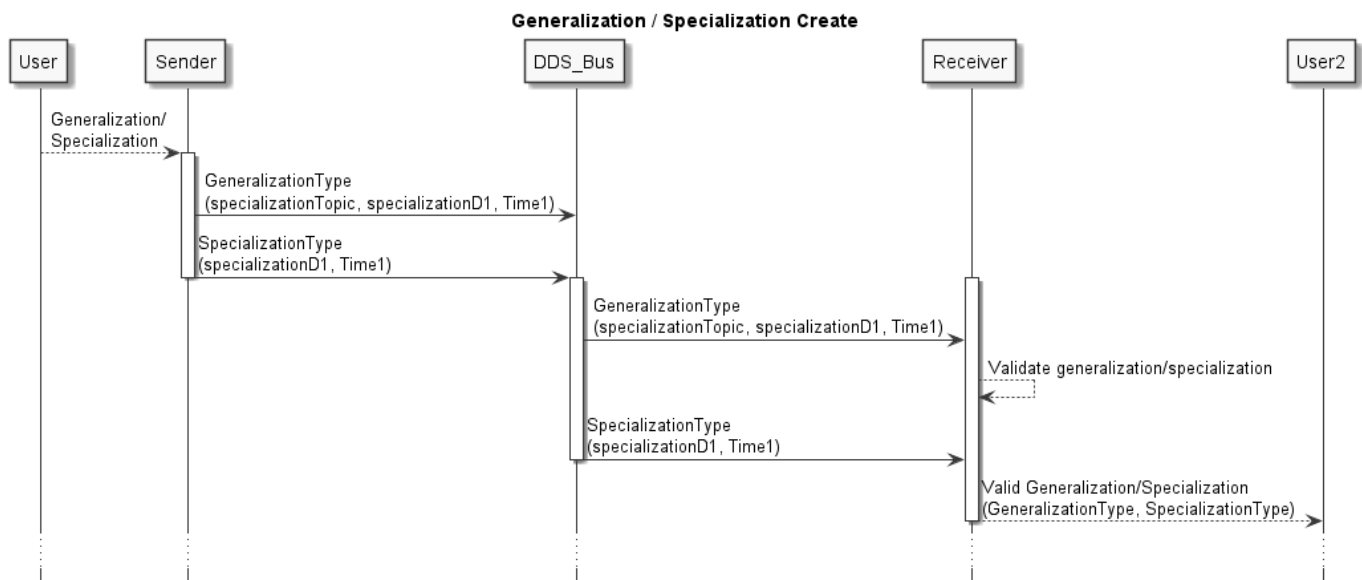 Generalization / Specialization Create
User
Sender
DDS_Bus
Receiver
User2
Generalization/
Specialization
GeneralizationType
(specializationTopic, specializationD1, Time1)
SpecializationType
(specializationD1, Time1)
GeneralizationType
(specializationTopic, specializationD1, Time1)
Validate generalization/specialization
SpecializationType
(specializationD1, Time1)
Valid Generalization/Specialization
(GeneralizationType, SpecializationType)